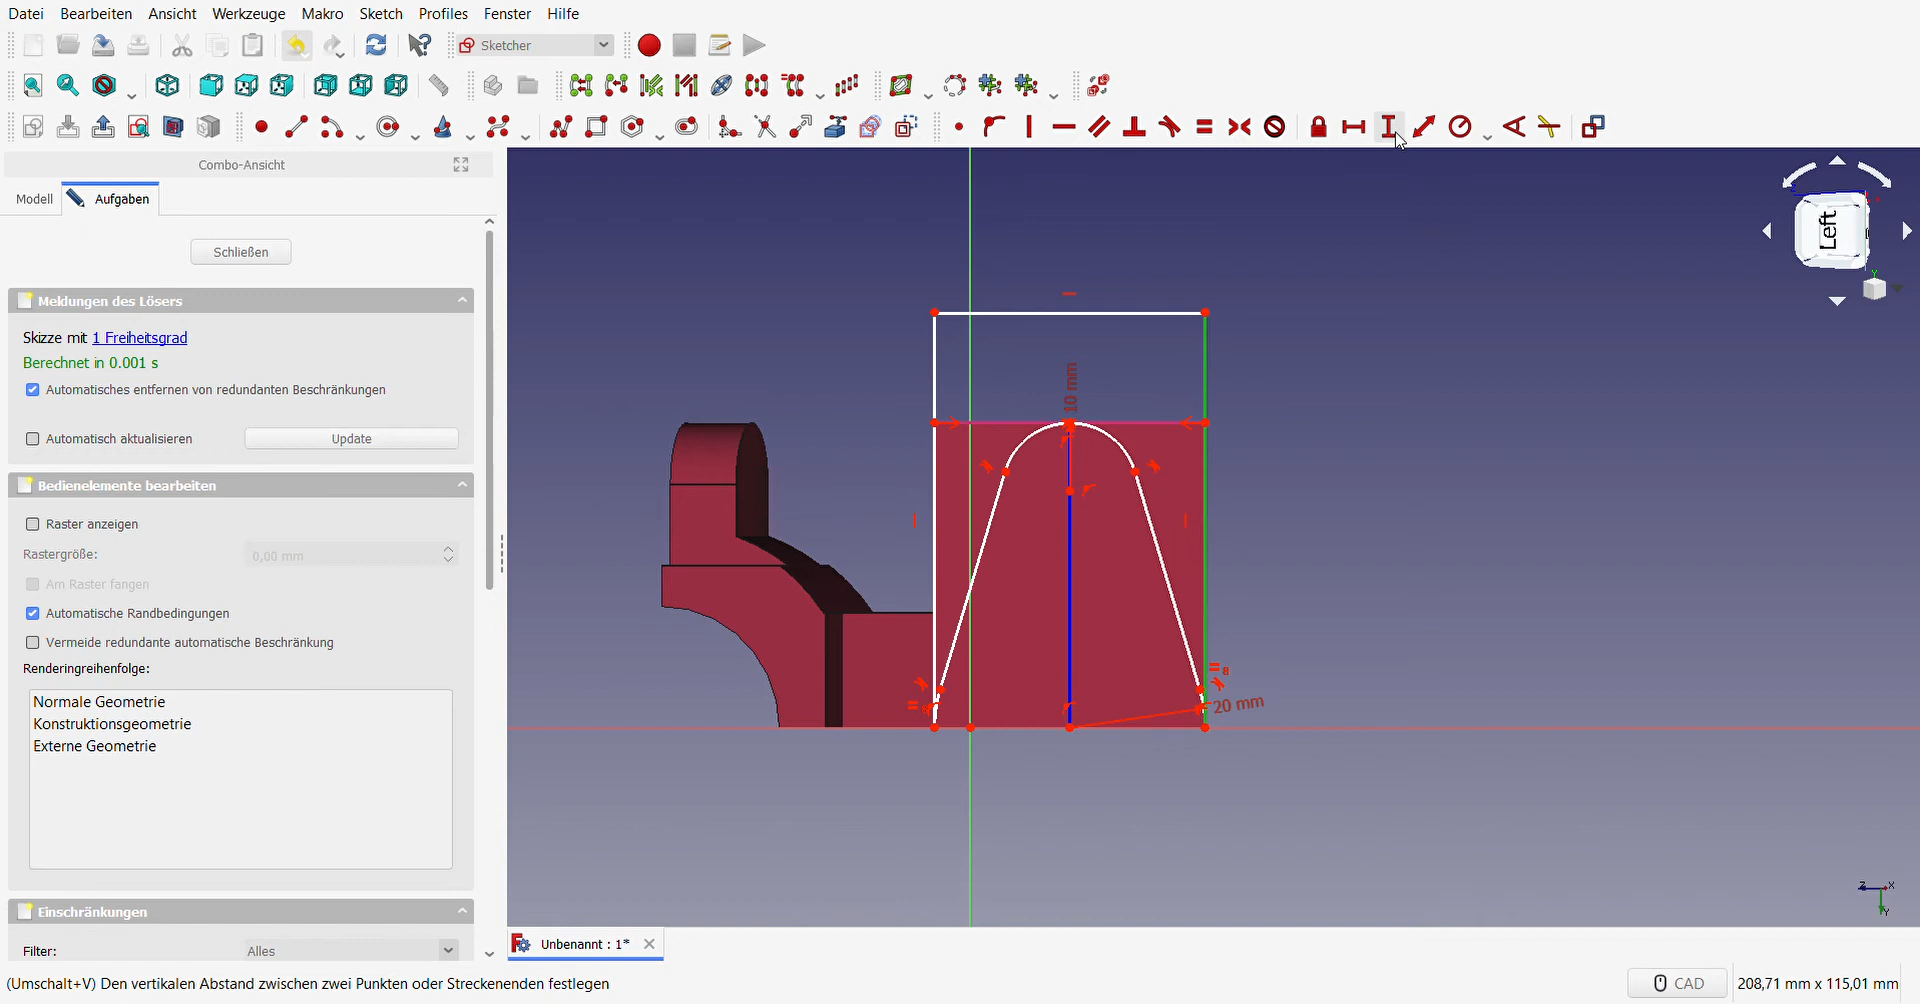 Datei Bearbeiten Ansicht Werkzeuge Makro Sketch Profiles Fenster Hilfe
Sketcher
Combo-Ansicht
Modell Aufgaben
Schließen
Meldungen des Lösers
Skizze mit 1 Freiheitsgrad
Berechnet in 0.001 s
Automatisches entfernen von redundanten Beschränkungen
Automatisch aktualisieren Update
Bedienelemente bearbeiten
Raster anzeigen
Rastergröße: 0,00 mm
Am Raster fangen
Automatische Randbedingungen
Vermeide redundante automatische Beschränkung
Renderingreihenfolge:
Normale Geometrie
Konstruktionsgeometrie
Externe Geometrie
Einschränkungen
Filter: Alles
10 mm
20 mm
Left
Y
Z X
Y
Unbenannt : 1*
(Umschalt+V) Den vertikalen Abstand zwischen zwei Punkten oder Streckenenden festlegen
CAD 208,71 mm x 115,01 mm